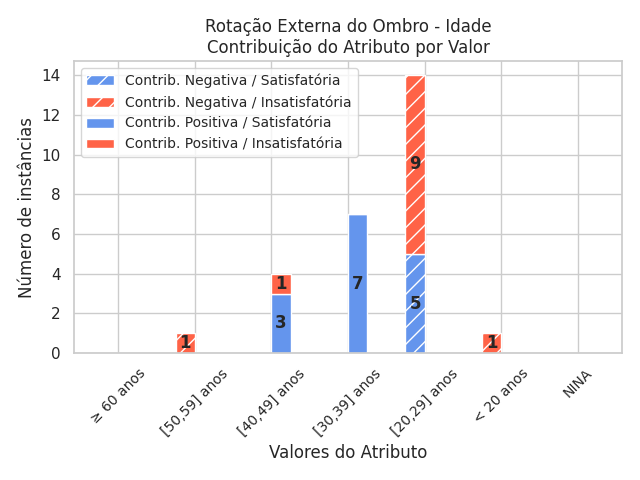 Rotação Externa do Ombro - Idade
Contribuição do Atributo por Valor
Contrib. Negativa / Satisfatória
Contrib. Negativa / Insatisfatória
Contrib. Positiva / Satisfatória
Contrib. Positiva / Insatisfatória
Número de instâncias
14
12
10
8
6
4
2
0
1
1
3
7
9
5
1
≥ 60 anos
[50,59] anos
[40,49] anos
[30,39] anos
[20,29] anos
< 20 anos
NINA
Valores do Atributo